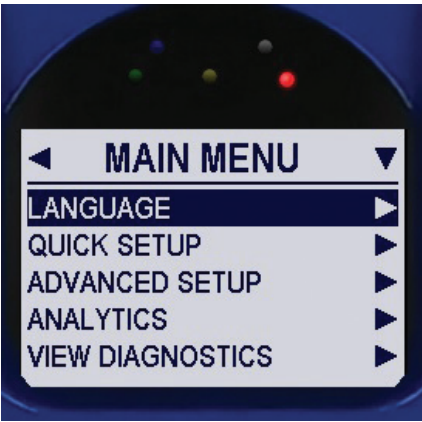 MAIN MENU
LANGUAGE
QUICK SETUP
ADVANCED SETUP
ANALYTICS
VIEW DIAGNOSTICS